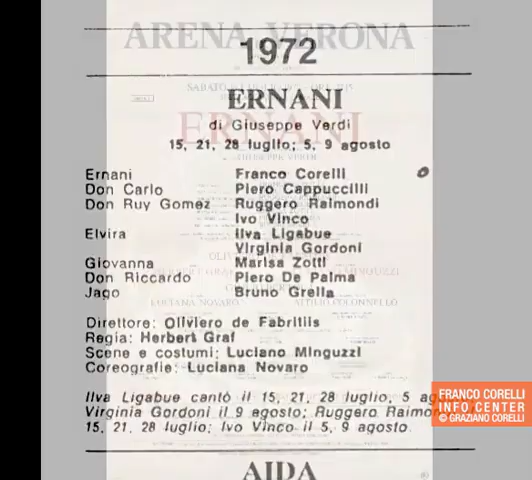 ARENA VERONA
1972
ERNANI
di Giuseppe Verdi
15, 21, 28 luglio; 5, 9 agosto
Ernani Franco Corelli
Don Carlo Piero Cappuccilli
Don Ruy Gomez Ruggero Raimondi
Ivo Vinco
Elvira Ilva Ligabue
Virginia Gordoni
Giovanna Marisa Zotti
Don Riccardo Piero De Palma
Jago Bruno Grella
Direttore: Oliviero de Fabritiis
Regia: Herbert Graf
Scene e costumi: Luciano Minguzzi
Coreografie: Luciana Novaro
Ilva Ligabue cantò il 15, 21, 28 luglio, 5 ag
Virginia Gordoni il 9 agosto; Ruggero Raimo
15, 21, 28 luglio; Ivo Vinco il 5, 9 agosto.
FRANCO CORELLI
INFO CENTER
© GRAZIANO CORELLI
AIDA